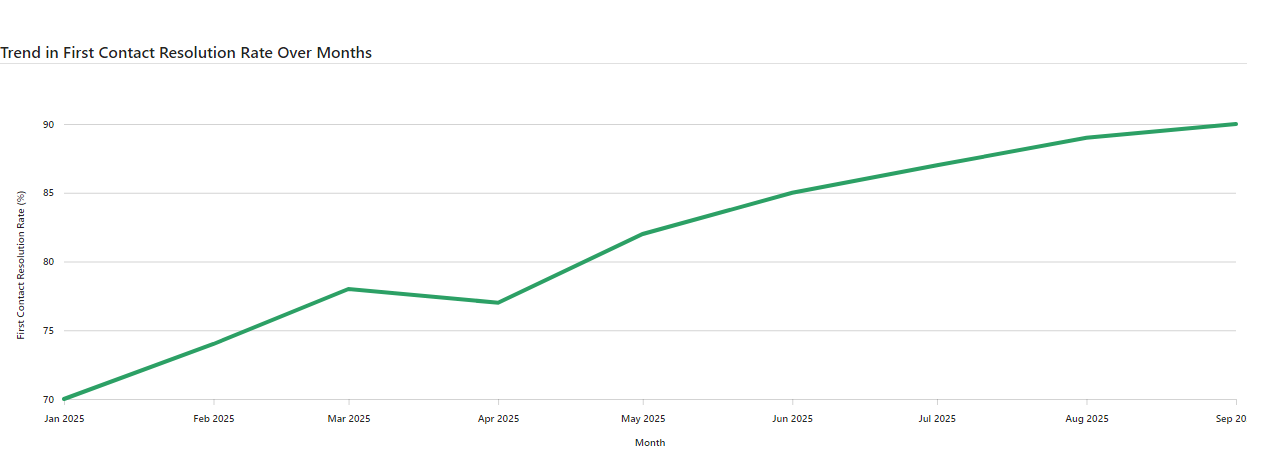 Trend in First Contact Resolution Rate Over Months
90
85
80
75
70
First Contact Resolution Rate (%)
Jan 2025 Feb 2025 Mar 2025 Apr 2025 May 2025 Jun 2025 Jul 2025 Aug 2025 Sep 20
Month